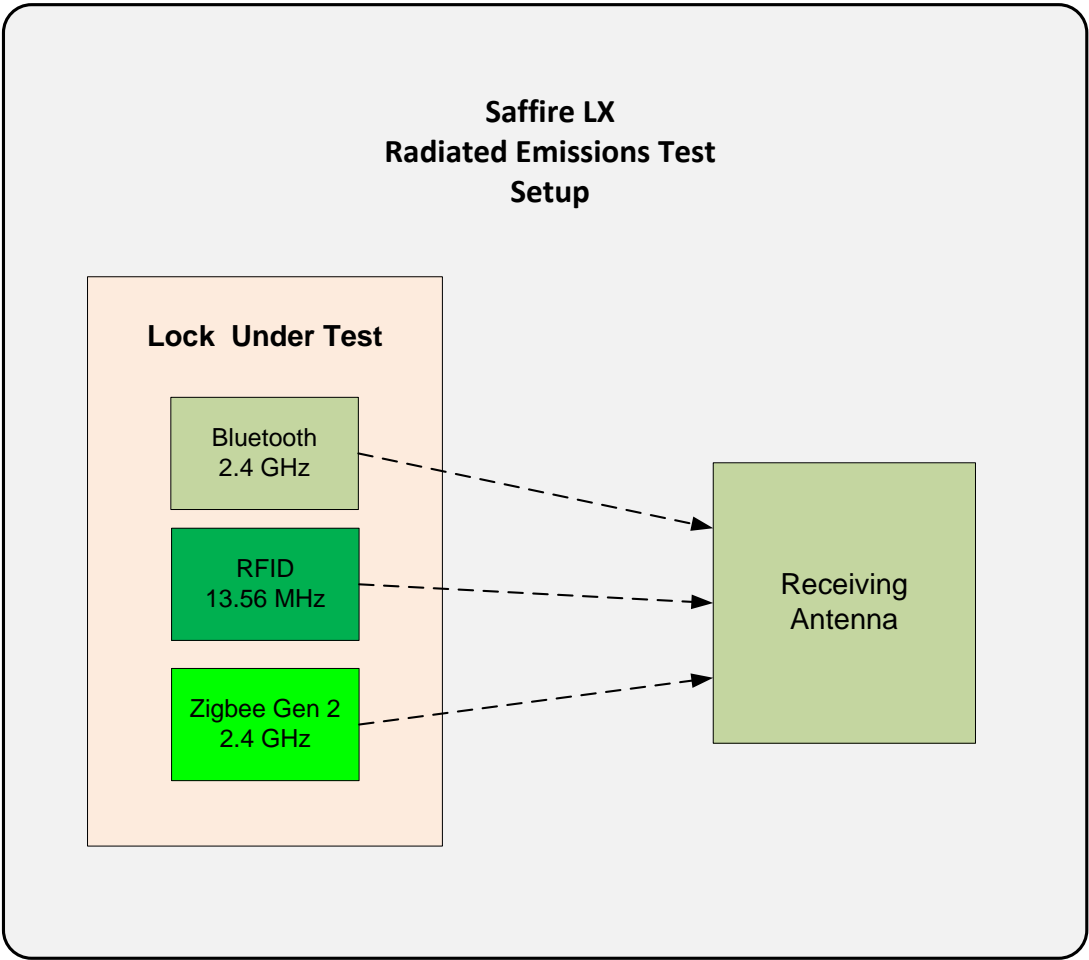 Saffire LX
Radiated Emissions Test
Setup
Lock  Under Test
Bluetooth
2.4 GHz
RFID
13.56 MHz
Zigbee Gen 2
2.4 GHz
Receiving
Antenna